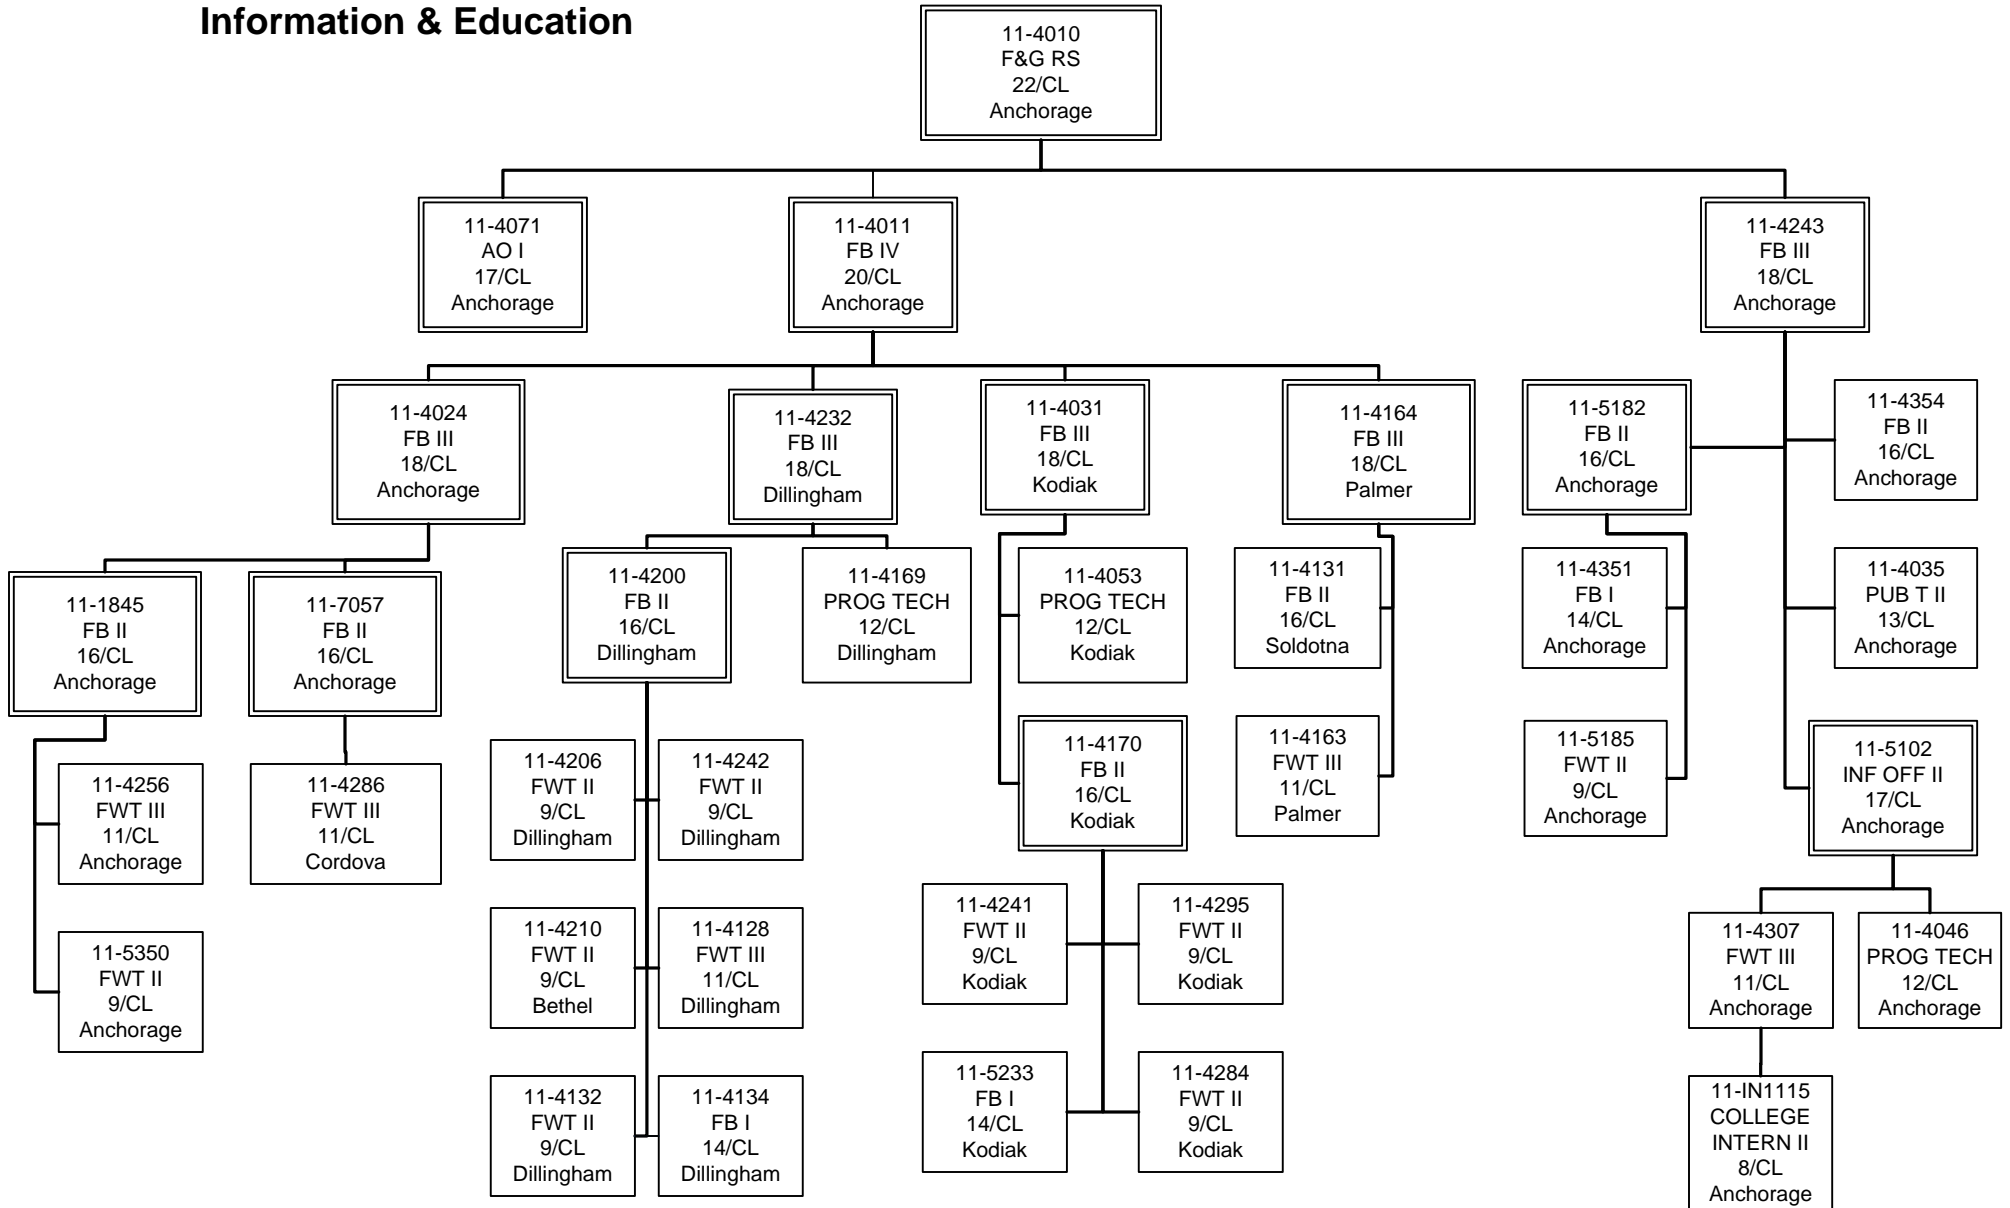 Information & Education
11-4010
F&G RS
22/CL
Anchorage
11-4071
AO I
17/CL
Anchorage
11-4011
FB IV
20/CL
Anchorage
11-4243
FB III
18/CL
Anchorage
11-4024
FB III
18/CL
Anchorage
11-4232
FB III
18/CL
Dillingham
11-4031
FB III
18/CL
Kodiak
11-4164
FB III
18/CL
Palmer
11-5182
FB II
16/CL
Anchorage
11-4354
FB II
16/CL
Anchorage
11-1845
FB II
16/CL
Anchorage
11-7057
FB II
16/CL
Anchorage
11-4200
FB II
16/CL
Dillingham
11-4169
PROG TECH
12/CL
Dillingham
11-4053
PROG TECH
12/CL
Kodiak
11-4131
FB II
16/CL
Soldotna
11-4351
FB I
14/CL
Anchorage
11-4035
PUB T II
13/CL
Anchorage
11-4256
FWT III
11/CL
Anchorage
11-4286
FWT III
11/CL
Cordova
11-4206
FWT II
9/CL
Dillingham
11-4242
FWT II
9/CL
Dillingham
11-4170
FB II
16/CL
Kodiak
11-4163
FWT III
11/CL
Palmer
11-5185
FWT II
9/CL
Anchorage
11-5102
INF OFF II
17/CL
Anchorage
11-5350
FWT II
9/CL
Anchorage
11-4210
FWT II
9/CL
Bethel
11-4128
FWT III
11/CL
Dillingham
11-4241
FWT II
9/CL
Kodiak
11-4295
FWT II
9/CL
Kodiak
11-4307
FWT III
11/CL
Anchorage
11-4046
PROG TECH
12/CL
Anchorage
11-4132
FWT II
9/CL
Dillingham
11-4134
FB I
14/CL
Dillingham
11-5233
FB I
14/CL
Kodiak
11-4284
FWT II
9/CL
Kodiak
11-IN1115
COLLEGE
INTERN II
8/CL
Anchorage